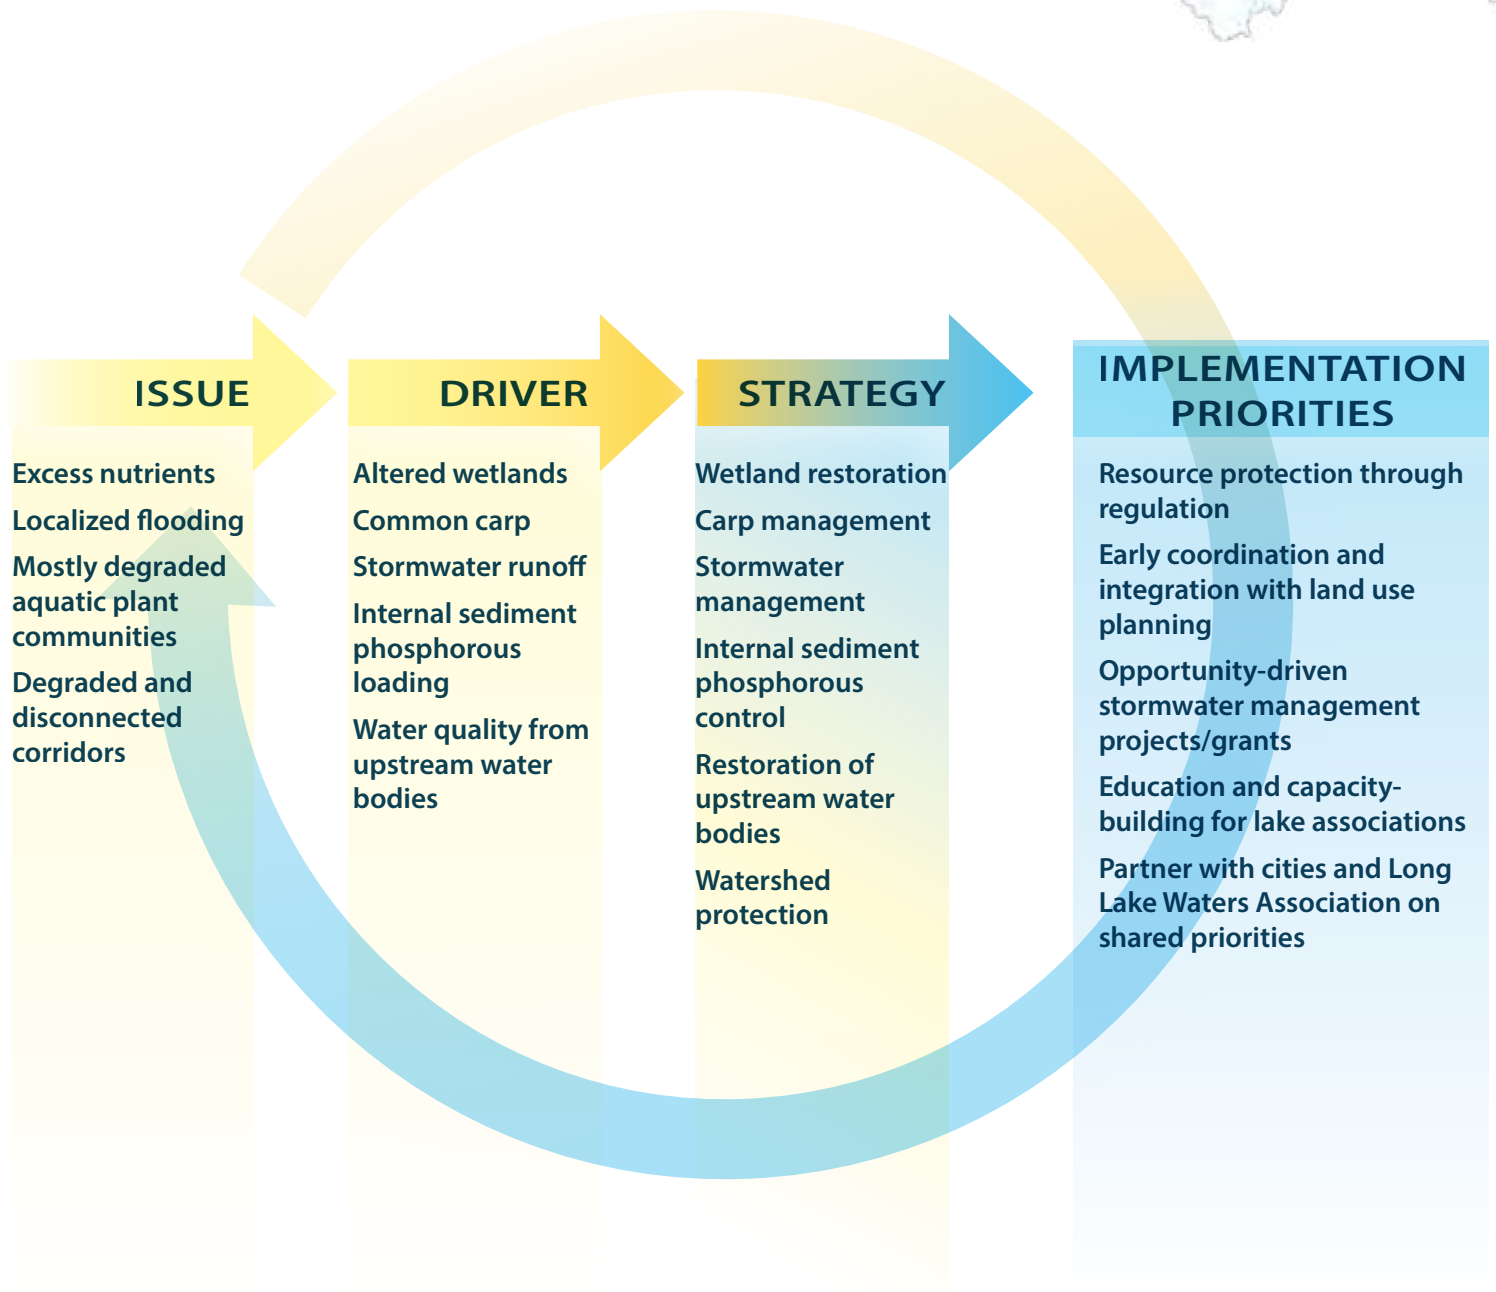 ISSUE
Excess nutrients
Localized flooding
Mostly degraded
aquatic plant
communities
Degraded and
disconnected
corridors
DRIVER
Altered wetlands
Common carp
Stormwater runoff
Internal sediment
phosphorous
loading
Water quality from
upstream water
bodies
STRATEGY
Wetland restoration
Carp management
Stormwater
management
Internal sediment
phosphorous
control
Restoration of
upstream water
bodies
Watershed
protection
IMPLEMENTATION
PRIORITIES
Resource protection through
regulation
Early coordination and
integration with land use
planning
Opportunity-driven
stormwater management
projects/grants
Education and capacity-
building for lake associations
Partner with cities and Long
Lake Waters Association on
shared priorities